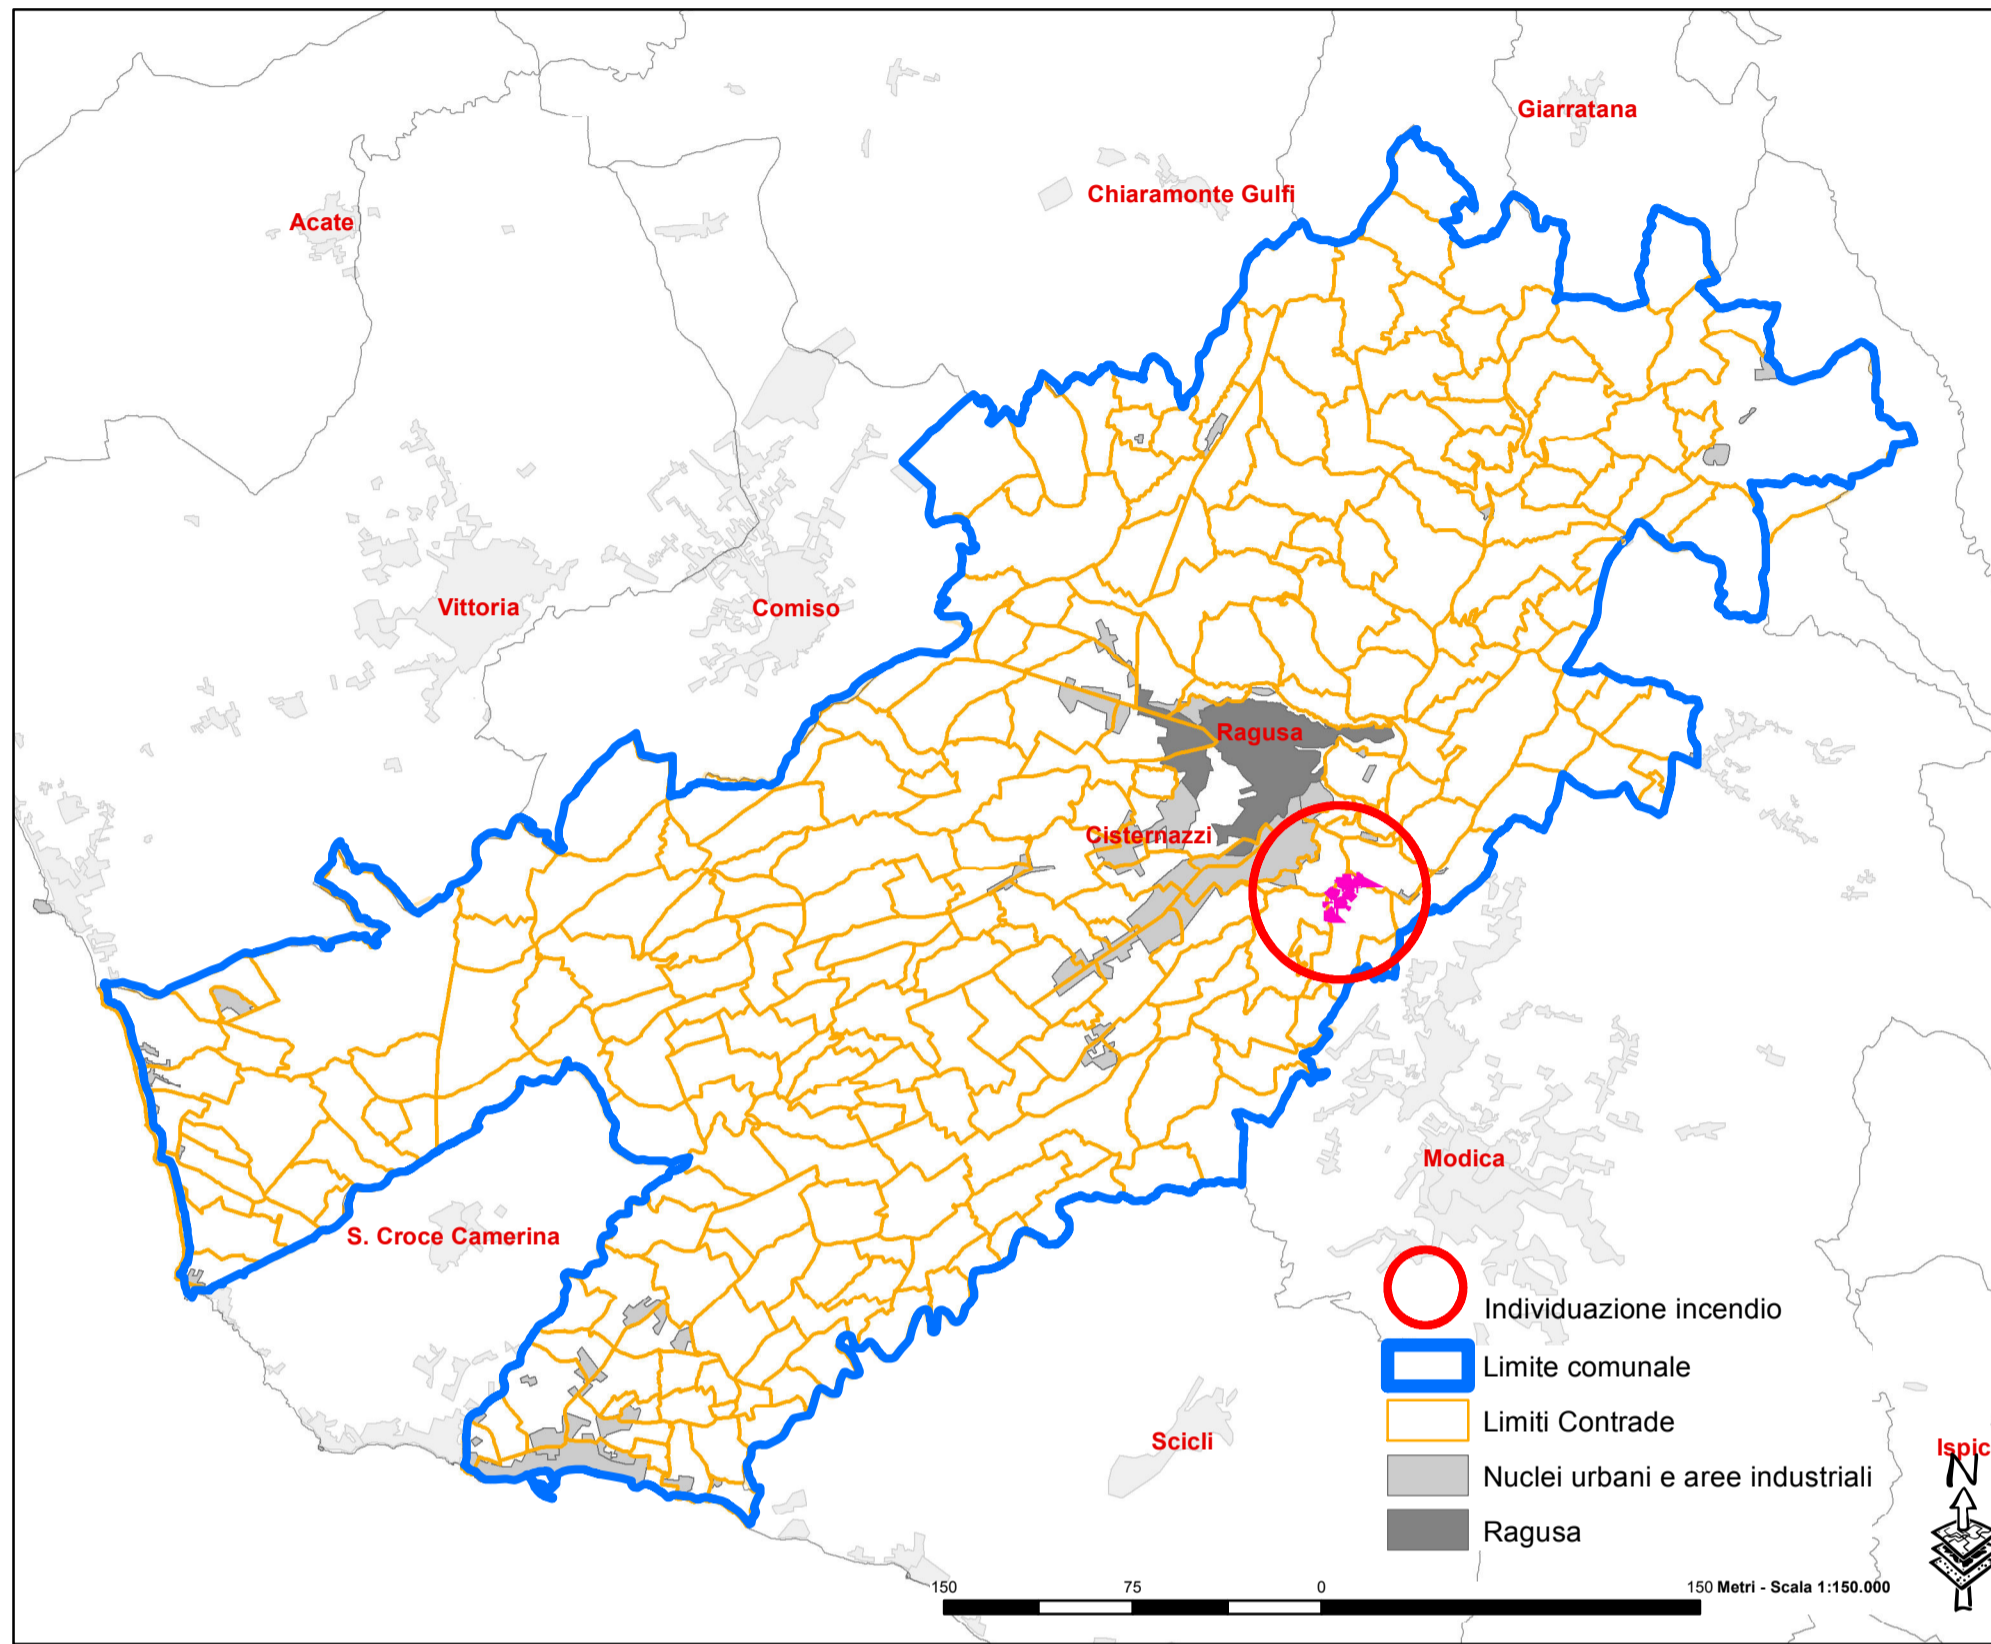 Giarratana
Chiaramonte Gulfi
Acate
Vittoria
Comiso
Ragusa
Cisternazzi
Modica
S. Croce Camerina
Individuazione incendio
Limite comunale
Limiti Contrade
Scicli
Ispic
N
Nuclei urbani e aree industriali
Ragusa
150 75 0 150 Metri - Scala 1:150.000